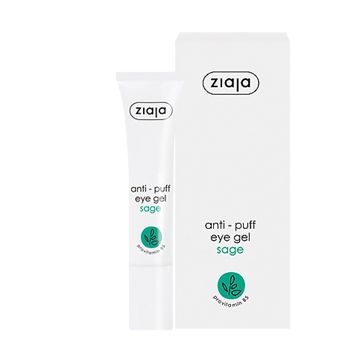 ziaja
anti - puff
eye gel
sage
provitamin B5
ziaja
anti - puff
eye gel
sage
provitamin B5